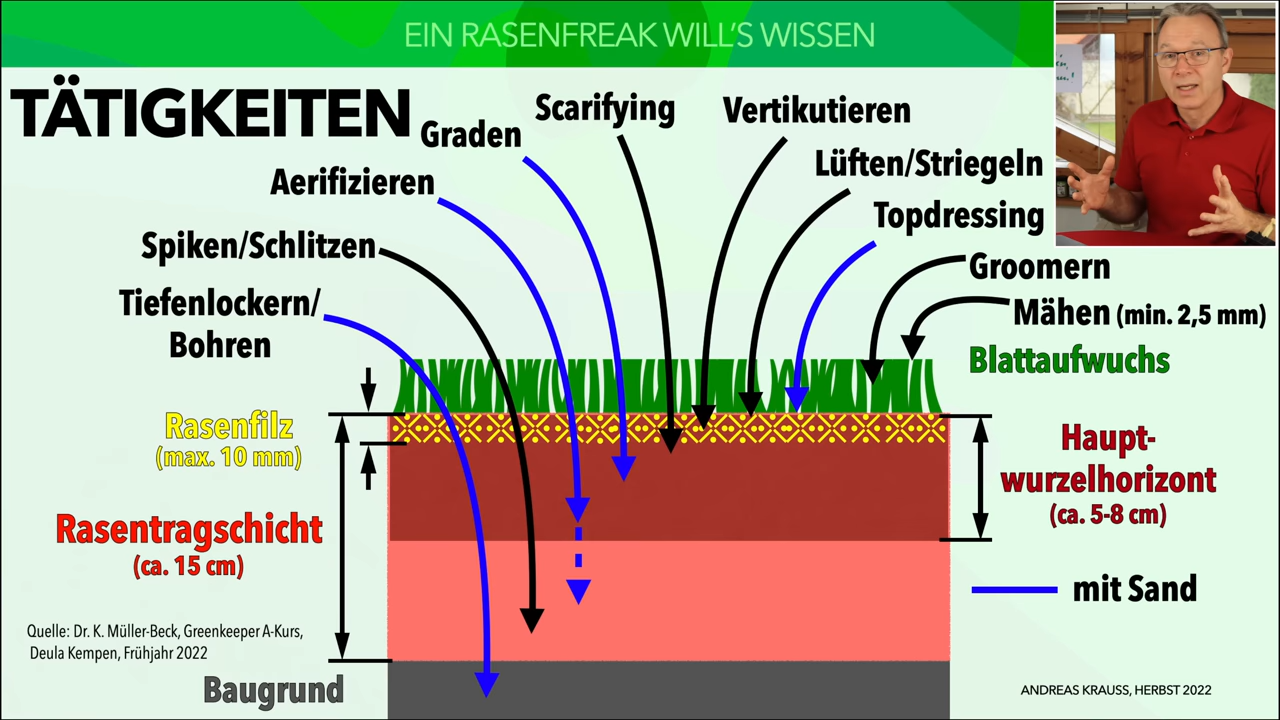 EIN RASENFREAK WILL'S WISSEN
TÄTIGKEITEN
Scarifying
Vertikutieren
Graden
Lüften/Striegeln
Aerifizieren
Topdressing
Spiken/Schlitzen
Groomern
Tiefenlockern/
Bohren
Mähen (min. 2,5 mm)
Blattaufwuchs
Rasenfilz
(max. 10 mm)
Haupt-
wurzelhorizont
(ca. 5-8 cm)
Rasentragschicht
(ca. 15 cm)
mit Sand
Quelle: Dr. K. Müller-Beck, Greenkeeper A-Kurs,
Deula Kempen, Frühjahr 2022
Baugrund
ANDREAS KRAUSS, HERBST 2022